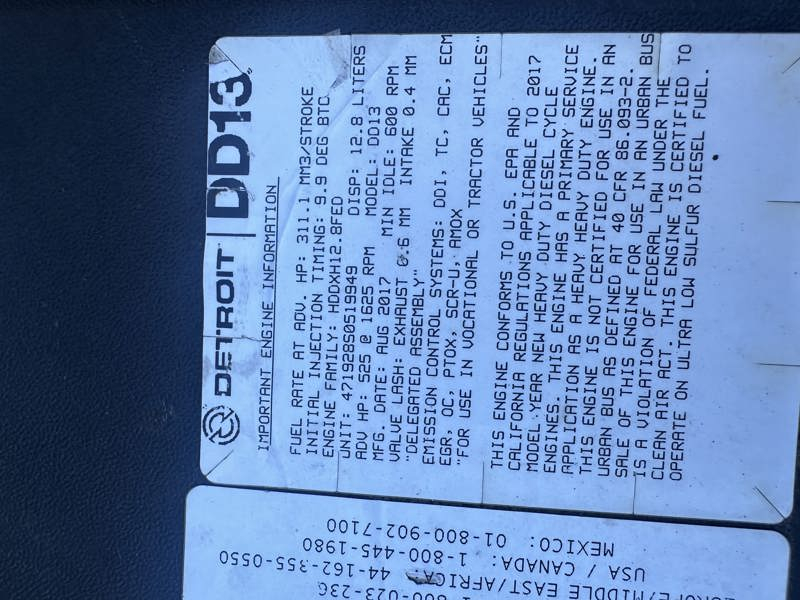 DETROIT DD13
IMPORTANT ENGINE INFORMATION
FUEL RATE AT ADV. HP: 311.1 MM3/STROKE
INITIAL INJECTION TIMING: 9.9 DEG BTC
ENGINE FAMILY: HDDXH12.8FED
UNIT: 471928S0519949 DISP: 12.8 LITERS
ADV HP: 525 @ 1625 RPM MODEL: DD13
MFG. DATE: AUG 2017 MIN IDLE: 600 RPM
VALVE LASH: EXHAUST 0.6 MM INTAKE 0.4 MM
"DELEGATED ASSEMBLY"
EMISSION CONTROL SYSTEMS: DDI, TC, CAC, ECM
EGR, OC, PTOX, SCR-U, AMOX
"FOR USE IN VOCATIONAL OR TRACTOR VEHICLES"
THIS ENGINE CONFORMS TO U.S. EPA AND
CALIFORNIA REGULATIONS APPLICABLE TO 2017
MODEL YEAR NEW HEAVY DUTY DIESEL CYCLE
ENGINES. THIS ENGINE HAS A PRIMARY SERVICE
APPLICATION AS A HEAVY HEAVY DUTY ENGINE.
THIS ENGINE IS NOT CERTIFIED FOR USE IN AN
URBAN BUS AS DEFINED AT 40 CFR 86.093-2.
SALE OF THIS ENGINE FOR USE IN AN URBAN BUS
IS A VIOLATION OF FEDERAL LAW UNDER THE
CLEAN AIR ACT. THIS ENGINE IS CERTIFIED TO
OPERATE ON ULTRA LOW SULFUR DIESEL FUEL.
MIDDLE EAST/AFRICA 44-162-355-0550
USA / CANADA: 1-800-445-1980
MEXICO: 01-800-902-7100